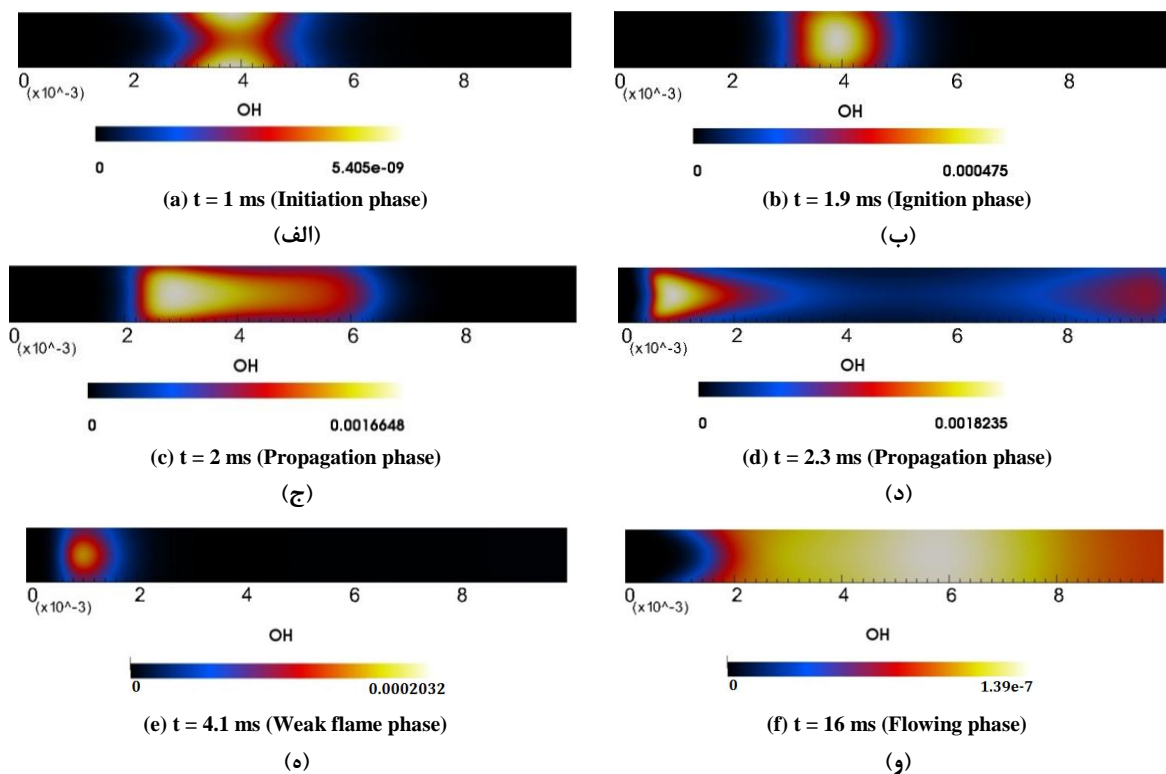 0 2 4 6 8
(x10^-3)
OH
0 5.405e-09
(a) t = 1 ms (Initiation phase)
(الف)
0 2 4 6 8
(x10^-3)
OH
0 0.000475
(b) t = 1.9 ms (Ignition phase)
(ب)
0 2 4 6 8
(x10^-3)
OH
0 0.0016648
(c) t = 2 ms (Propagation phase)
(ج)
0 2 4 6 8
(x10^-3)
OH
0 0.0018235
(d) t = 2.3 ms (Propagation phase)
(د)
0 2 4 6 8
(x10^-3)
OH
0 0.0002032
(e) t = 4.1 ms (Weak flame phase)
(ه)
0 2 4 6 8
(x10^-3)
OH
0 1.39e-7
(f) t = 16 ms (Flowing phase)
(و)